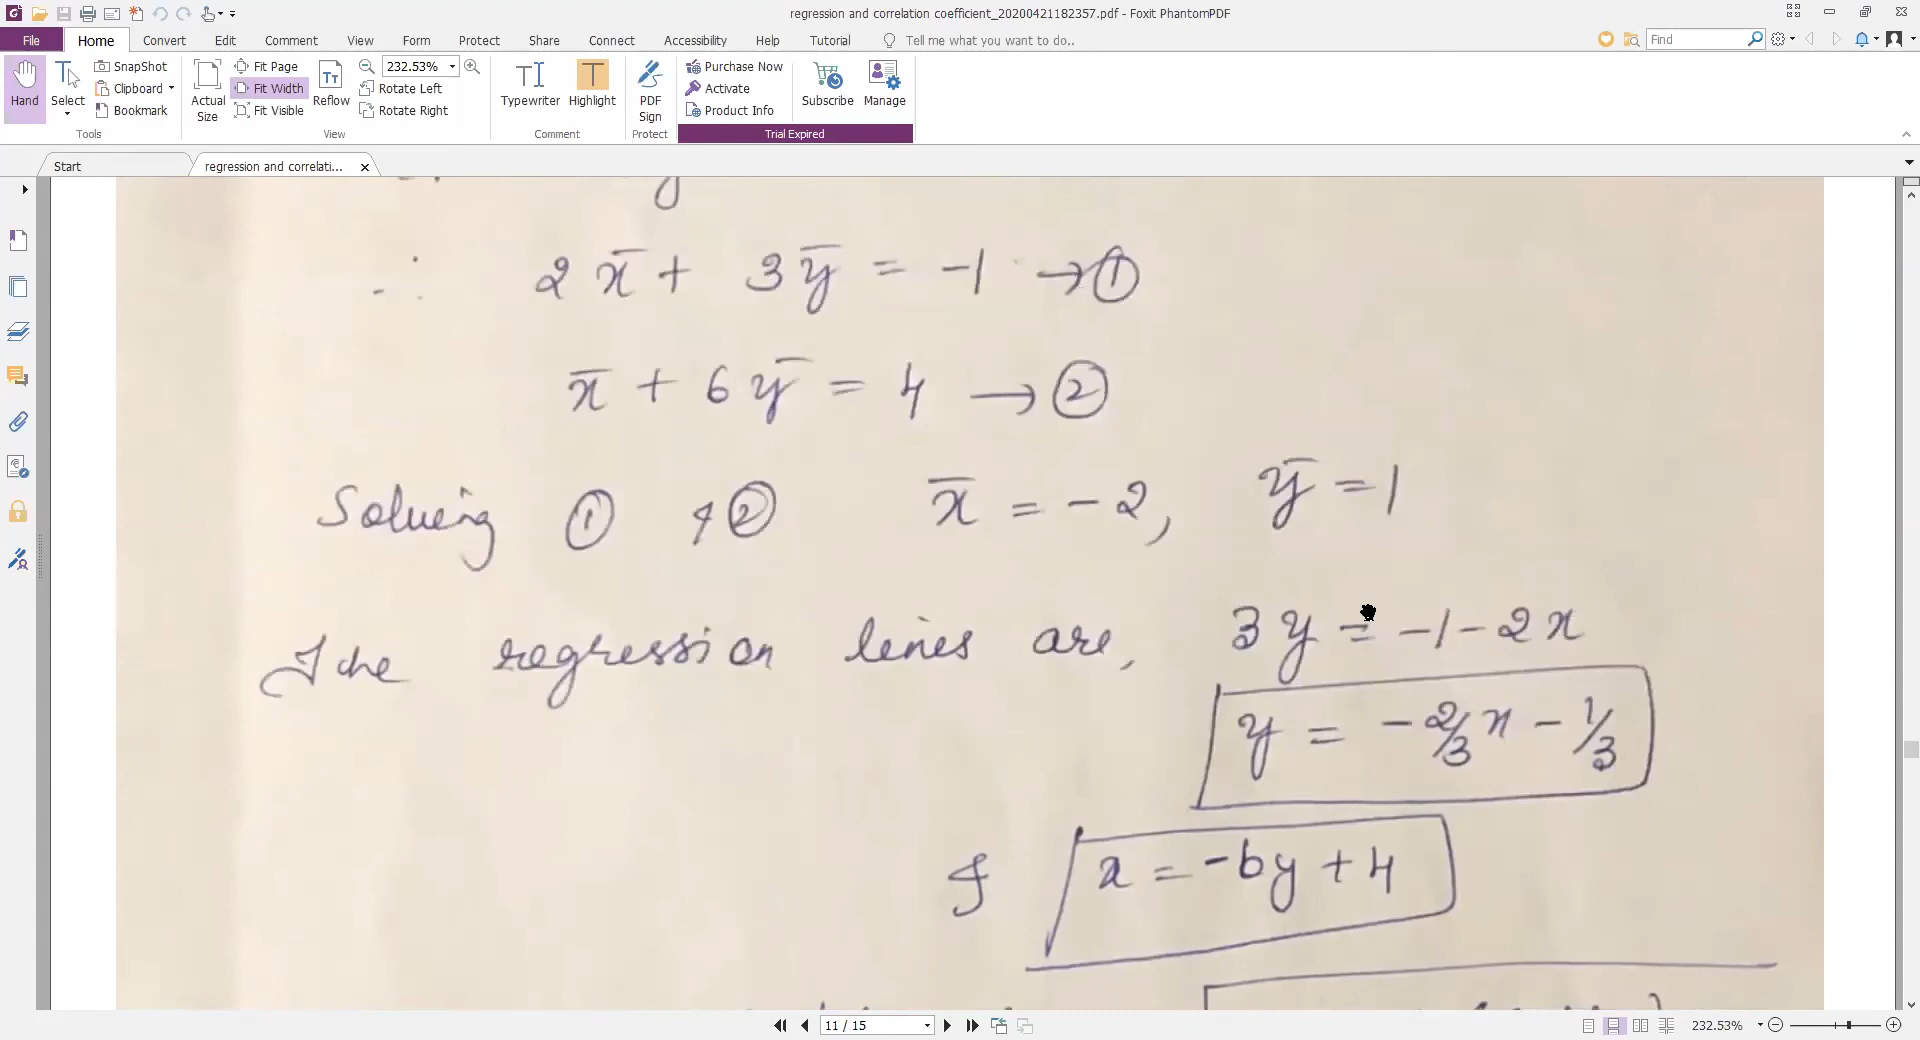 regression and correlation coefficient_20200421182357.pdf - Foxit PhantomPDF
File Home Convert Edit Comment View Form Protect Share Connect Accessibility Help Tutorial Tell me what you want to do.. Find
Hand
Select
SnapShot
Clipboard
Bookmark
Tools
Actual Size
Fit Page
Fit Width
Fit Visible
Reflow
232.53%
Rotate Left
Rotate Right
View
Typewriter
Highlight
Comment
PDF Sign
Protect
Purchase Now
Activate
Product Info
Subscribe
Manage
Trial Expired
Start
regression and correlati...
∴ 2x̄ + 3ȳ = -1 → ①
x̄ + 6ȳ = 4 → ②
Solving ① & ② x̄ = -2, ȳ = 1
The regression lines are, 3y = -1 - 2x
y = -2/3 x - 1/3
& x = -6y + 4
11 / 15
232.53%